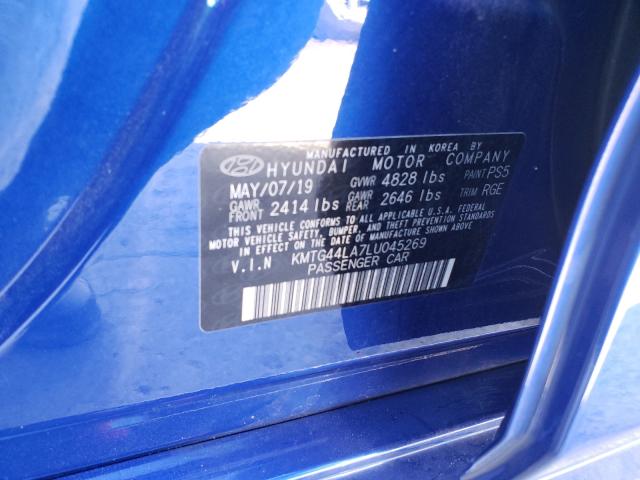 MANUFACTURED IN KOREA BY
HYUNDAI MOTOR COMPANY
MAY/07/19 GVWR 4828 lbs PAINT PS5
GAWR FRONT 2414 lbs GAWR REAR 2646 lbs TRIM RGE
THIS VEHICLE CONFORMS TO ALL APPLICABLE U.S. FEDERAL
MOTOR VEHICLE SAFETY, BUMPER, AND THEFT PREVENTION
STANDARDS IN EFFECT ON THE DATE OF MANUFACTURE SHOWN ABOVE.
V.I.N KMTG44LA7LU045269
PASSENGER CAR